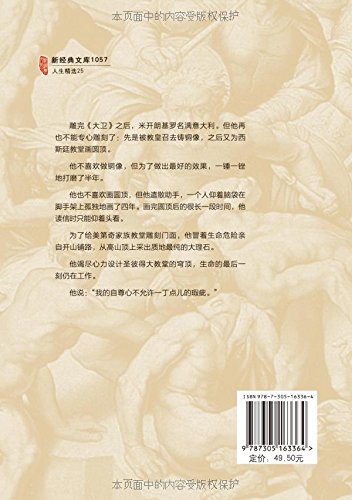 本页面中的内容受版权保护
新经典文库1057
人生精选25
雕完《大卫》之后，米开朗基罗名满意大利。但他再
也不能专心雕刻了：先是被教皇召去铸铜像，之后又为西
斯廷教堂画圆顶。
他不喜欢做铜像，但为了做出最好的效果，一锤一锉
地打磨了半年。
他也不喜欢画圆顶，但他遣散助手，一个人仰着脑袋在
脚手架上孤独地画了四年。画完圆顶后的很长一段时间，他
读信时只能仰着头看。
为了给美第奇家族教堂雕刻门面，他冒着生命危险亲
自开山铺路，从高山顶上采出质地最纯的大理石。
他竭尽心力设计圣彼得大教堂的穹顶，生命的最后一
刻仍在工作。
他说：“我的自尊心不允许一丁点儿的瑕疵。”
ISBN 978-7-305-16336-4
9 787305 163364 >
定价：49.50元
本页面中的内容受版权保护